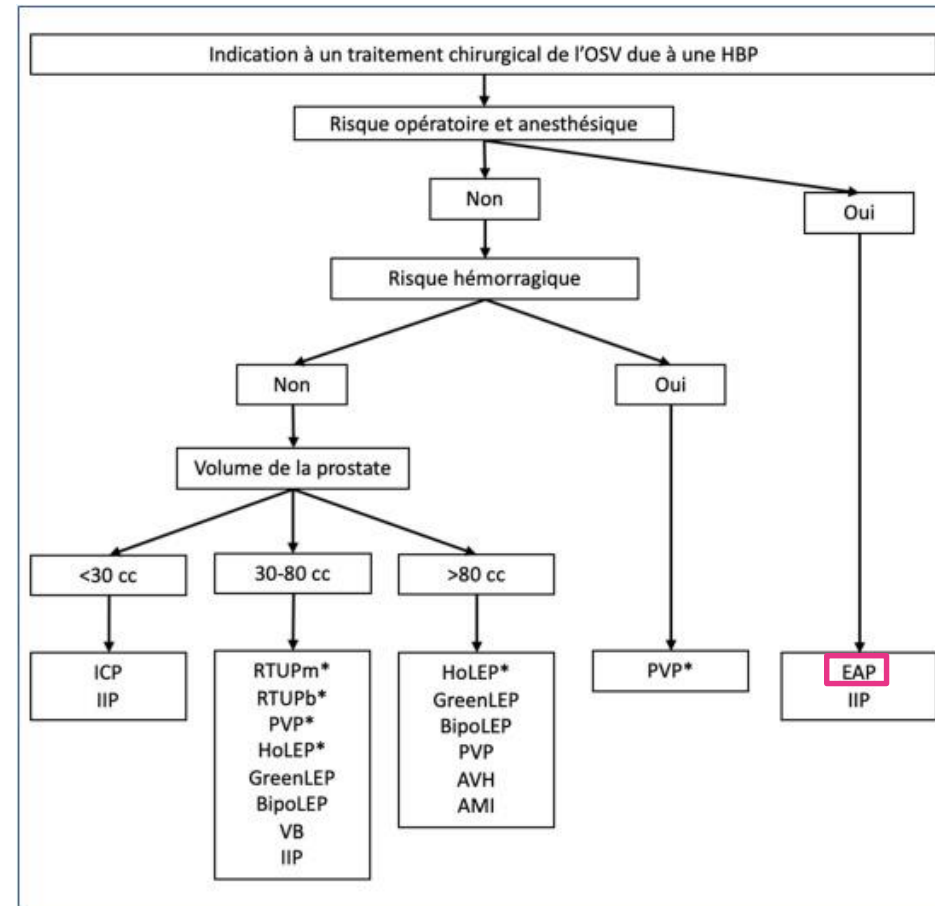 Indication à un traitement chirurgical de l'OSV due à une HBP
Risque opératoire et anesthésique
Non
Oui
Risque hémorragique
Non
Oui
Volume de la prostate
<30 cc
30-80 cc
>80 cc
ICP
IIP
RTUPm*
RTUPb*
PVP*
HoLEP*
GreenLEP
BipoLEP
VB
IIP
HoLEP*
GreenLEP
BipoLEP
PVP
AVH
AMI
PVP*
EAP
IIP